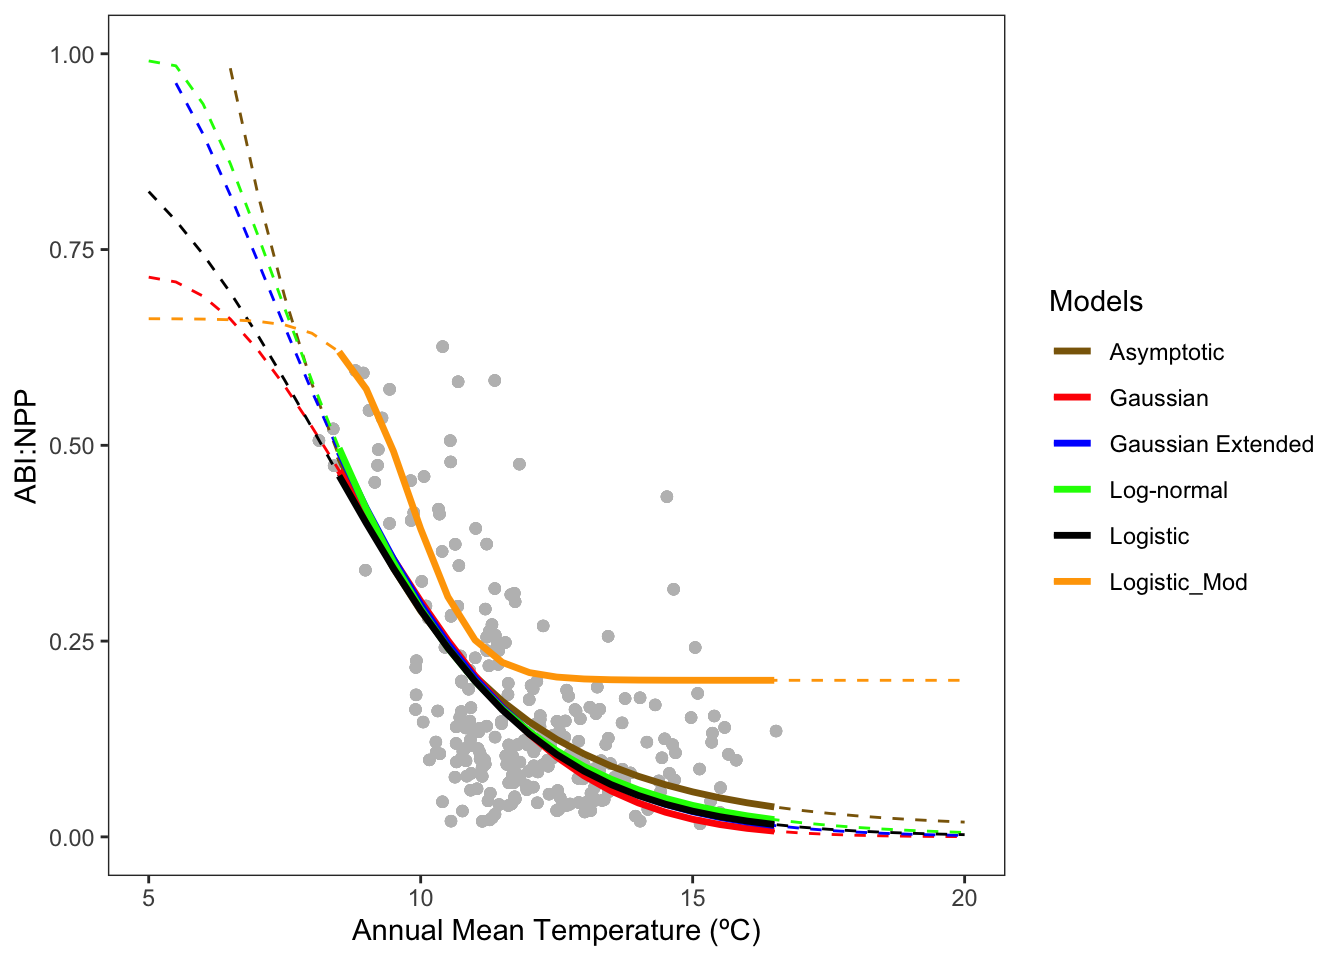 1.00
0.75
0.50
0.25
0.00
ABI:NPP
5
10
15
20
Annual Mean Temperature (ºC)
Models
Asymptotic
Gaussian
Gaussian Extended
Log-normal
Logistic
Logistic_Mod